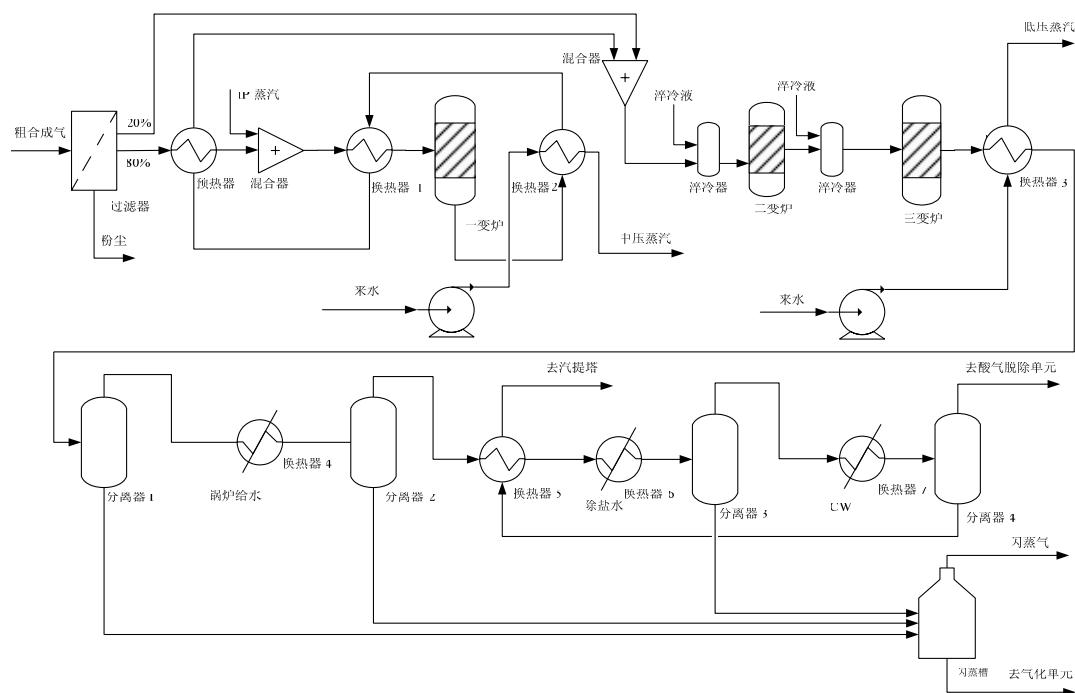 低压蒸汽
混合器
IP 蒸汽
淬冷液
淬冷液
粗合成气
20%
80%
预热器
混合器
换热器 1
换热器2
淬冷器
淬冷器
换热器 3
过滤器
二变炉
一变炉
三变炉
粉尘
中压蒸汽
来水
来水
去汽提塔
去酸气脱除单元
换热器 4
分离器 1
锅炉给水
分离器 2
换热器 5
除盐水
换热器 6
分离器 3
CW
换热器 7
分离器 4
闪蒸气
闪蒸槽
去气化单元